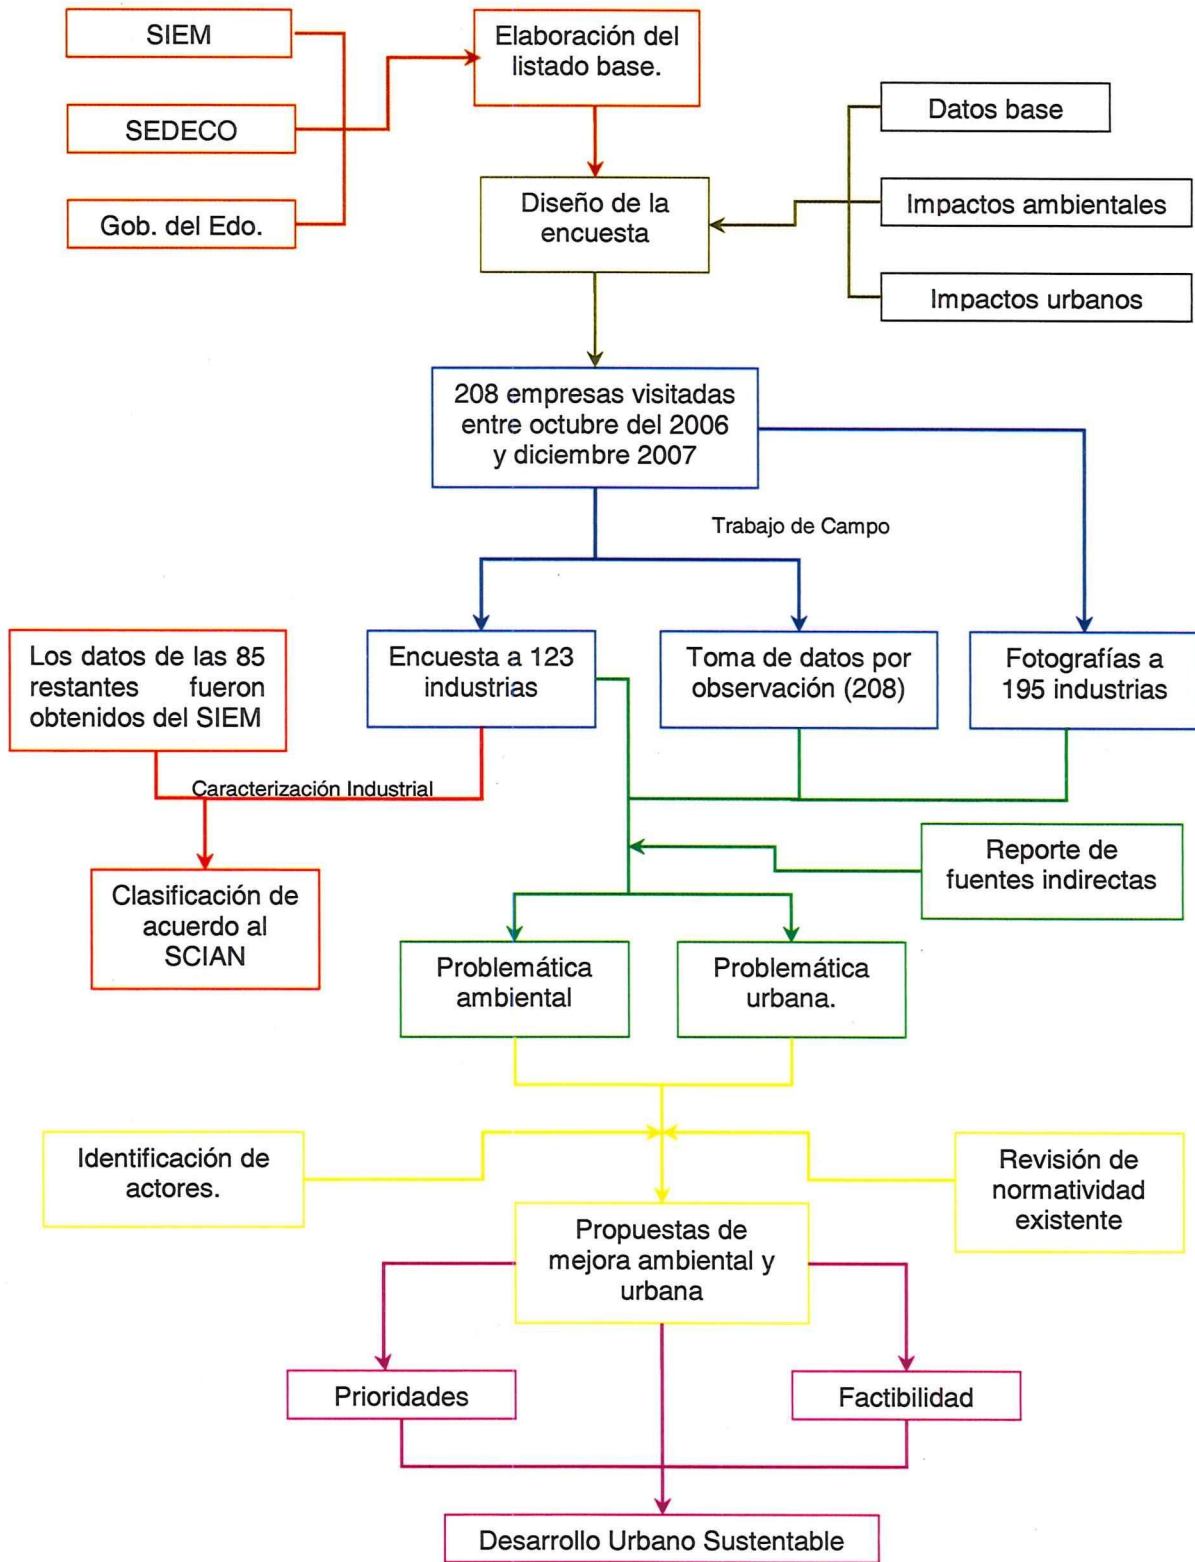 SIEM
Elaboración del
listado base.
SEDECO
Datos base
Gob. del Edo.
Diseño de la
encuesta
Impactos ambientales
Impactos urbanos
208 empresas visitadas
entre octubre del 2006
y diciembre 2007
Trabajo de Campo
Los datos de las 85
restantes fueron
obtenidos del SIEM
Encuesta a 123
industrias
Toma de datos por
observación (208)
Fotografías a
195 industrias
Caracterización Industrial
Reporte de
fuentes indirectas
Clasificación de
acuerdo al
SCIAN
Problemática
ambiental
Problemática
urbana.
Identificación de
actores.
Revisión de
normatividad
existente
Propuestas de
mejora ambiental y
urbana
Prioridades
Factibilidad
Desarrollo Urbano Sustentable